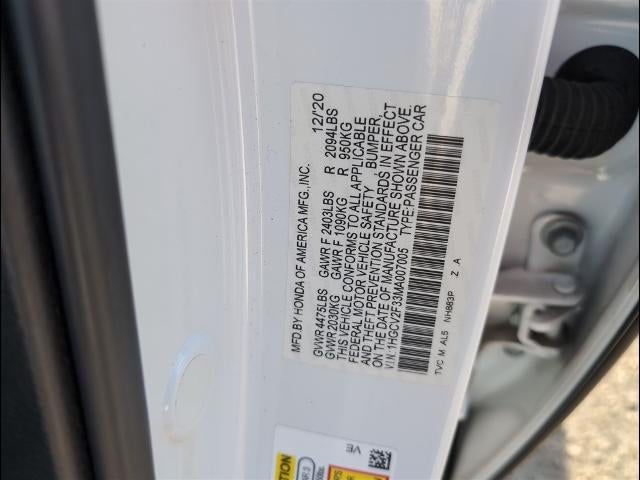 MFD.BY HONDA OF AMERICA MFG.,INC. 12/'20
GVWR 4475LBS GAWR F 2403LBS R 2094LBS
GVWR 2030KG GAWR F 1090KG R 950KG
THIS VEHICLE CONFORMS TO ALL APPLICABLE
FEDERAL MOTOR VEHICLE SAFETY , BUMPER,
AND THEFT PREVENTION STANDARDS IN EFFECT
ON THE DATE OF MANUFACTURE SHOWN ABOVE.
V.I.N. 1HGCV2F33MA007005 TYPE:PASSENGER CAR
TVC M AL5 NH883P Z A
VE